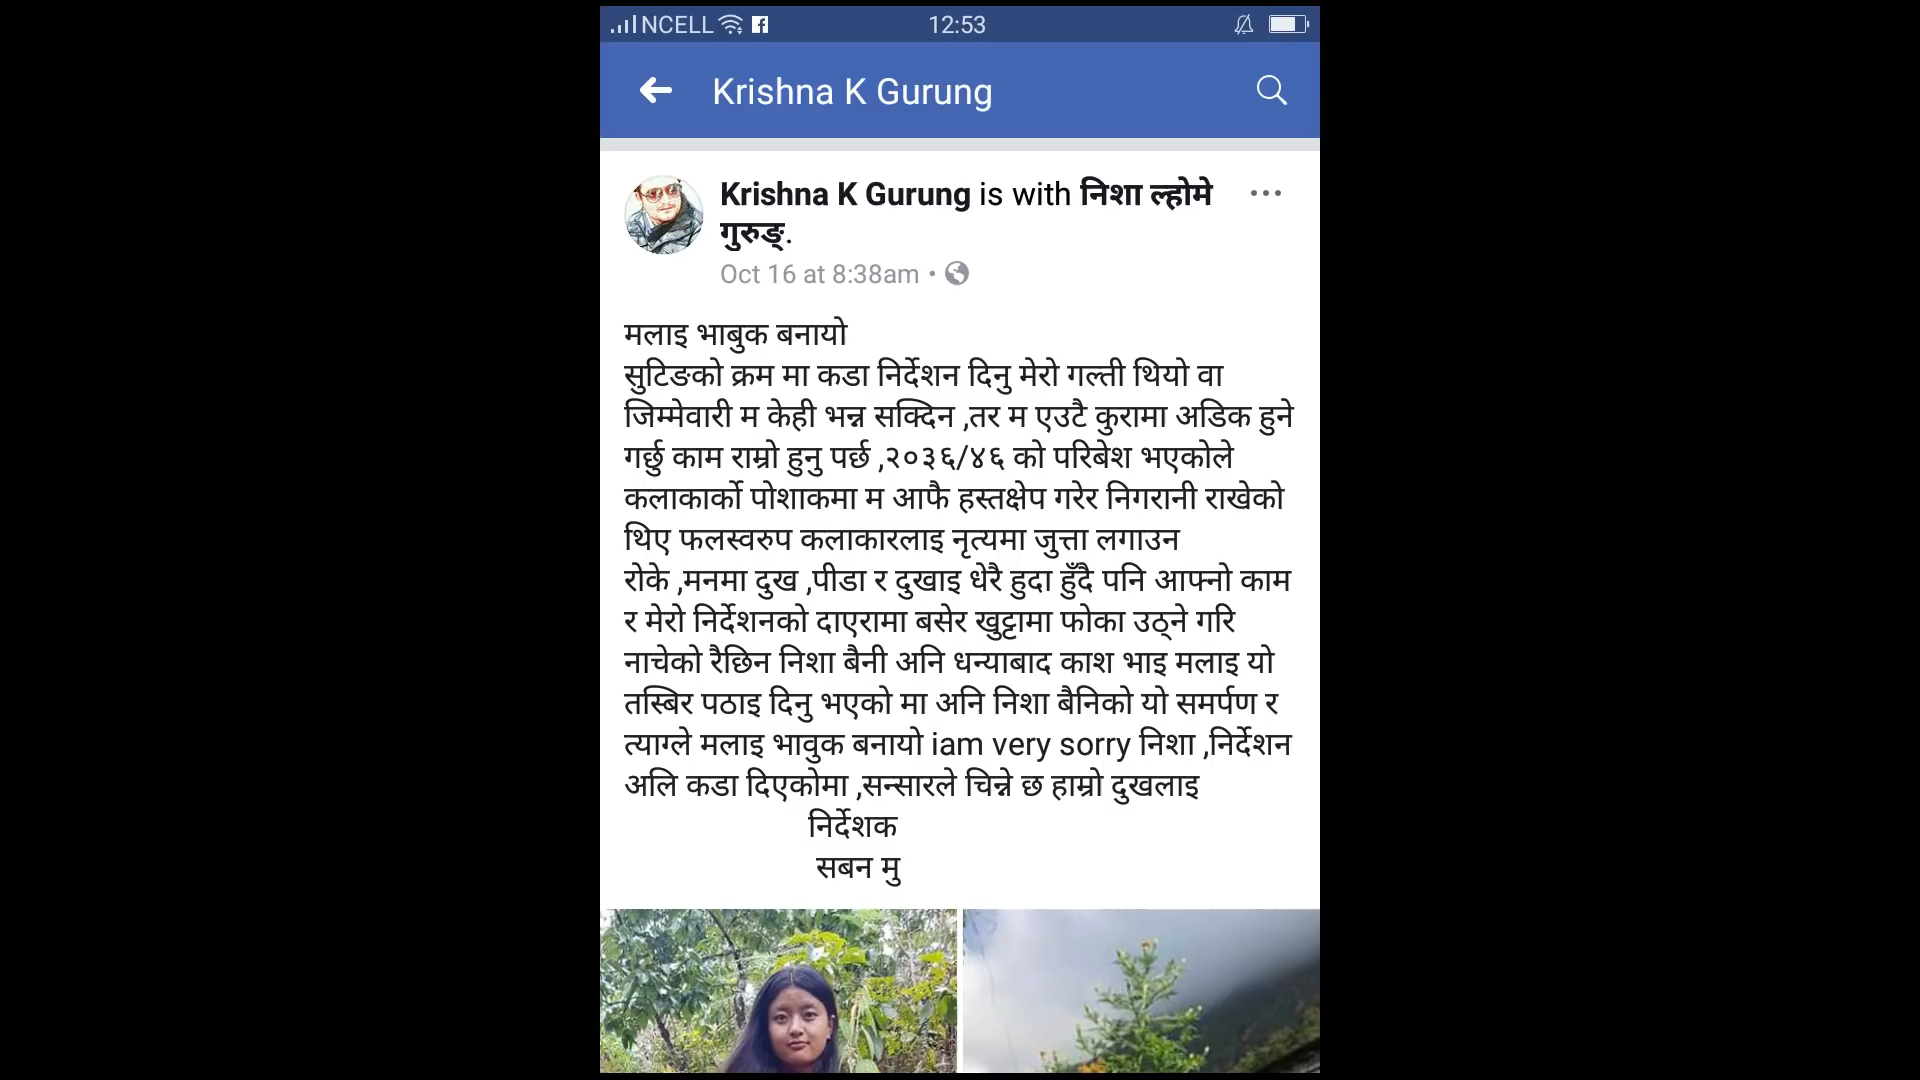 NCELL 12:53
Krishna K Gurung
Krishna K Gurung is with निशा ल्होमे
गुरुङ्.
Oct 16 at 8:38am •
मलाइ भाबुक बनायो
सुटिङको क्रम मा कडा निर्देशन दिनु मेरो गल्ती थियो वा
जिम्मेवारी म केही भन्न सक्दिन ,तर म एउटै कुरामा अडिक हुने
गर्छु काम राम्रो हुनु पर्छ ,२०३६/४६ को परिबेश भएकोले
कलाकार्को पोशाकमा म आफै हस्तक्षेप गरेर निगरानी राखेको
थिए फलस्वरुप कलाकारलाइ नृत्यमा जुत्ता लगाउन
रोके ,मनमा दुख ,पीडा र दुखाइ धेरै हुदा हुँदै पनि आफ्नो काम
र मेरो निर्देशनको दाएरामा बसेर खुट्टामा फोका उठ्ने गरि
नाचेको रैछिन निशा बैनी अनि धन्याबाद काश भाइ मलाइ यो
तस्बिर पठाइ दिनु भएको मा अनि निशा बैनिको यो समर्पण र
त्याग्ले मलाइ भावुक बनायो iam very sorry निशा ,निर्देशन
अलि कडा दिएकोमा ,सन्सारले चिन्ने छ हाम्रो दुखलाइ
निर्देशक
सबन मु